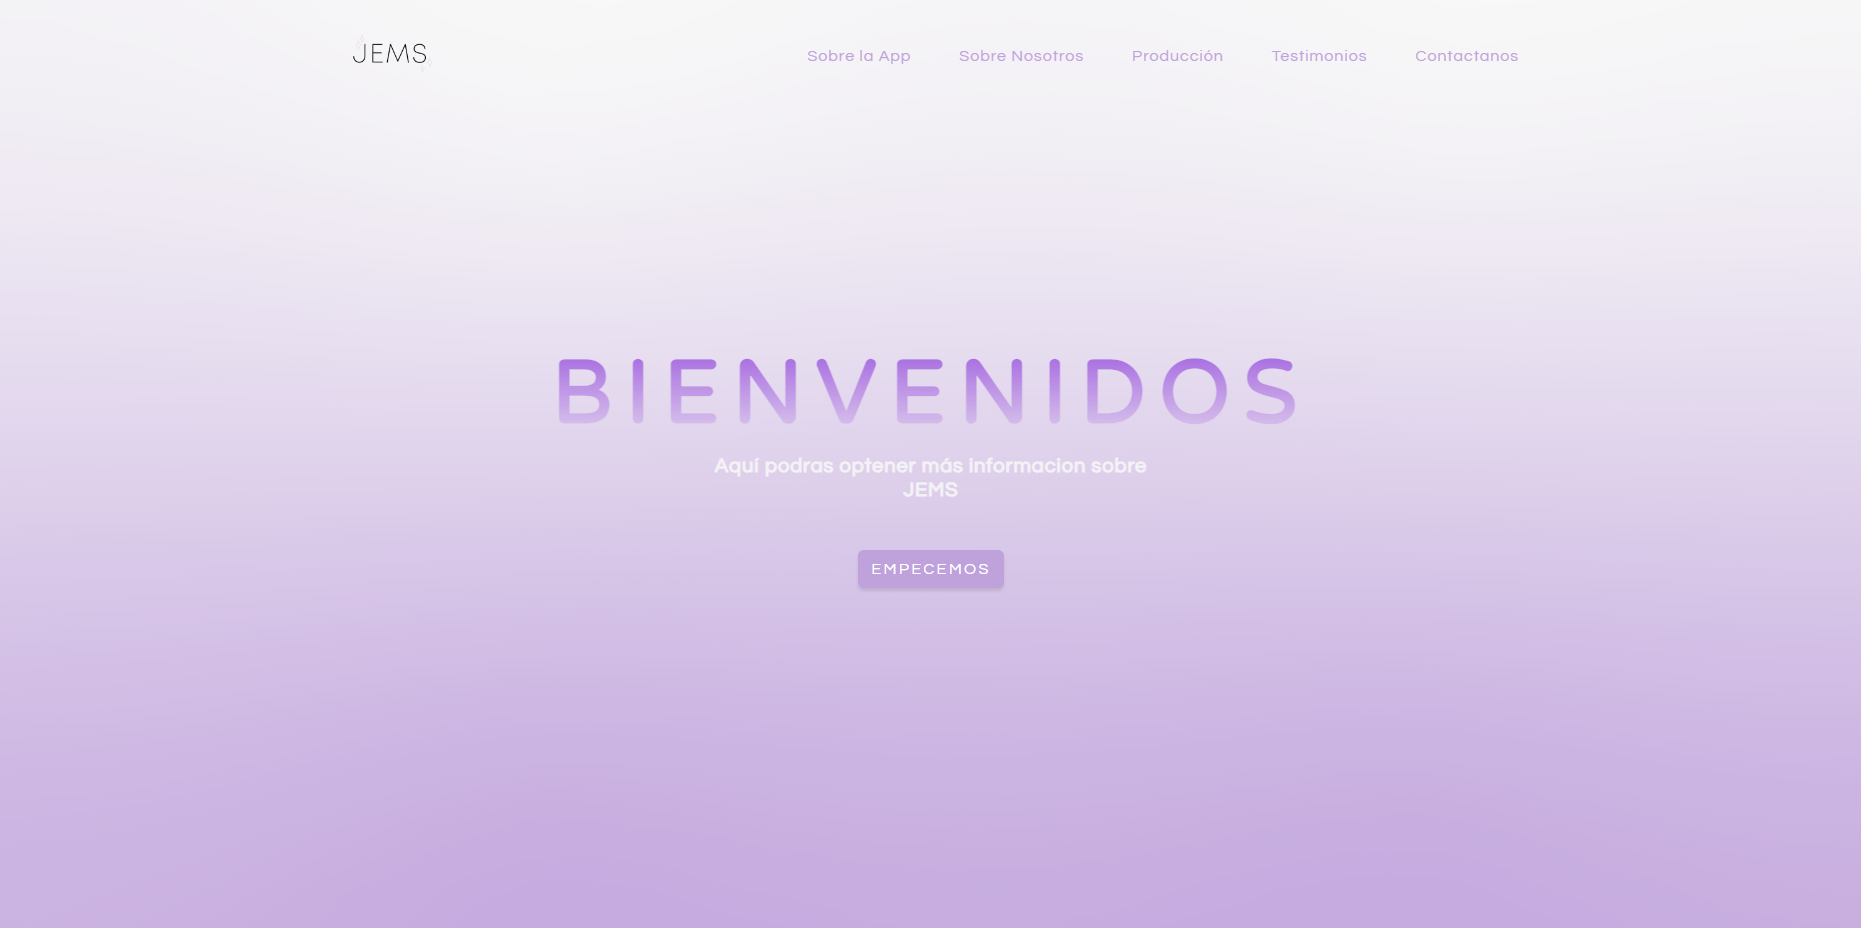 JEMS
Sobre la App
Sobre Nosotros
Producción
Testimonios
Contactanos
BIENVENIDOS
Aquí podras optener más informacion sobre
JEMS
EMPECEMOS